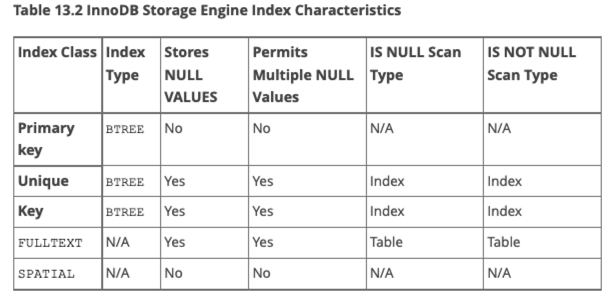 Table 13.2 InnoDB Storage Engine Index Characteristics
Index Class Index Type Stores NULL VALUES Permits Multiple NULL Values IS NULL Scan Type IS NOT NULL Scan Type
Primary key BTREE No No N/A N/A
Unique BTREE Yes Yes Index Index
Key BTREE Yes Yes Index Index
FULLTEXT N/A Yes Yes Table Table
SPATIAL N/A No No N/A N/A